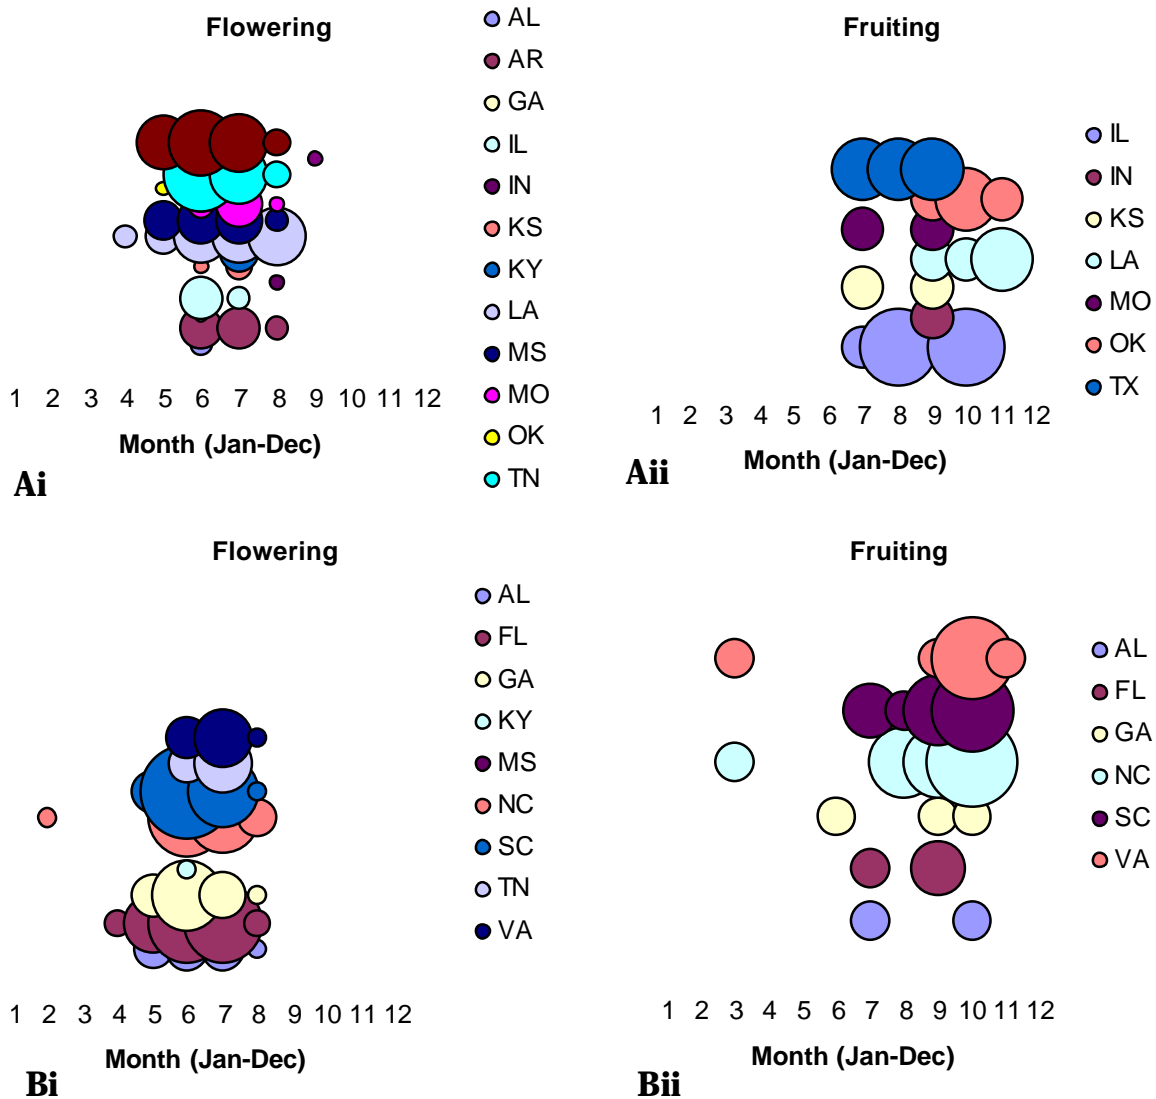 Flowering
AL
AR
GA
IL
IN
KS
KY
LA
MS
MO
OK
TN
1 2 3 4 5 6 7 8 9 10 11 12
Month (Jan-Dec)
Ai
Fruiting
IL
IN
KS
LA
MO
OK
TX
1 2 3 4 5 6 7 8 9 10 11 12
Month (Jan-Dec)
Aii
Flowering
AL
FL
GA
KY
MS
NC
SC
TN
VA
1 2 3 4 5 6 7 8 9 10 11 12
Month (Jan-Dec)
Bi
Fruiting
AL
FL
GA
NC
SC
VA
1 2 3 4 5 6 7 8 9 10 11 12
Month (Jan-Dec)
Bii